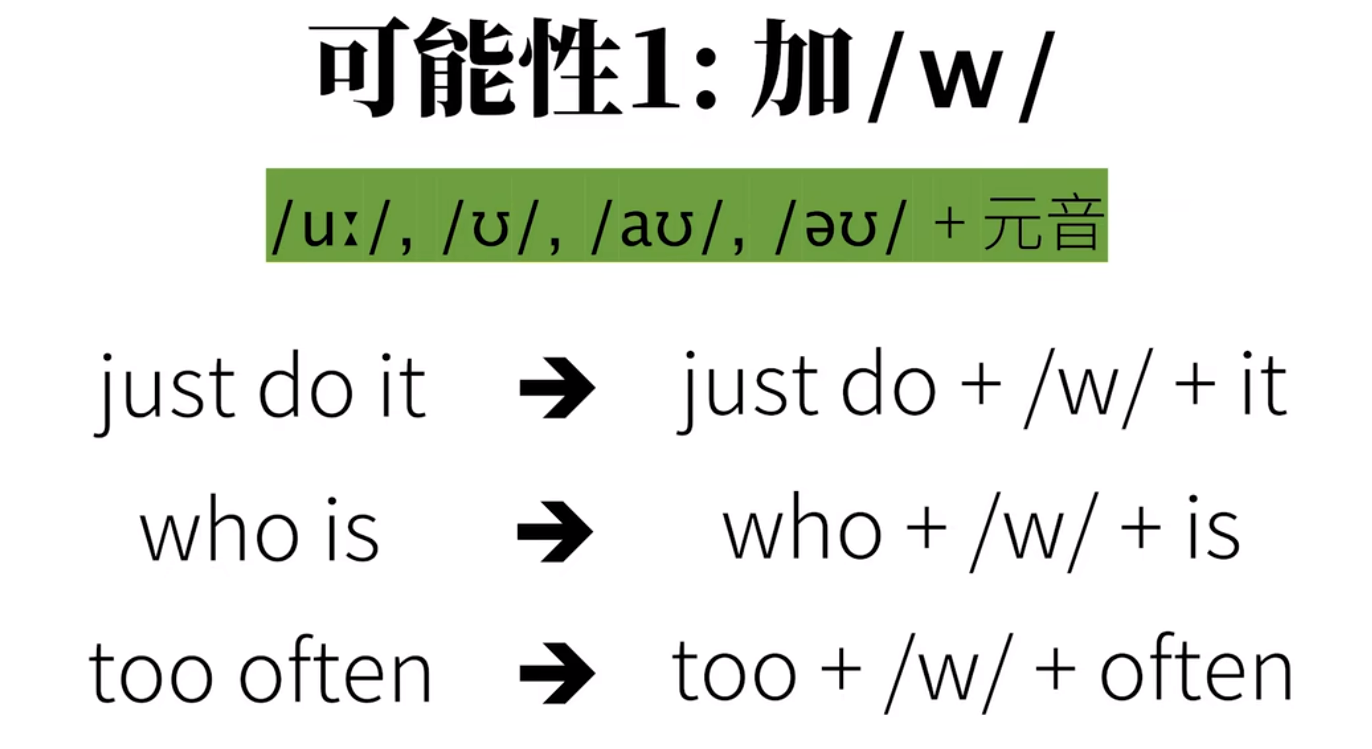 可能性1: 加/w/
/uː/, /ʊ/, /aʊ/, /əʊ/ + 元音
just do it ➔ just do + /w/ + it
who is ➔ who + /w/ + is
too often ➔ too + /w/ + often